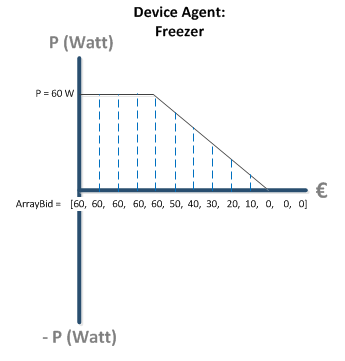 Device Agent:
Freezer
P (Watt)
P = 60 W
€
ArrayBid = [60, 60, 60, 60, 60, 50, 40, 30, 20, 10, 0, 0, 0]
- P (Watt)